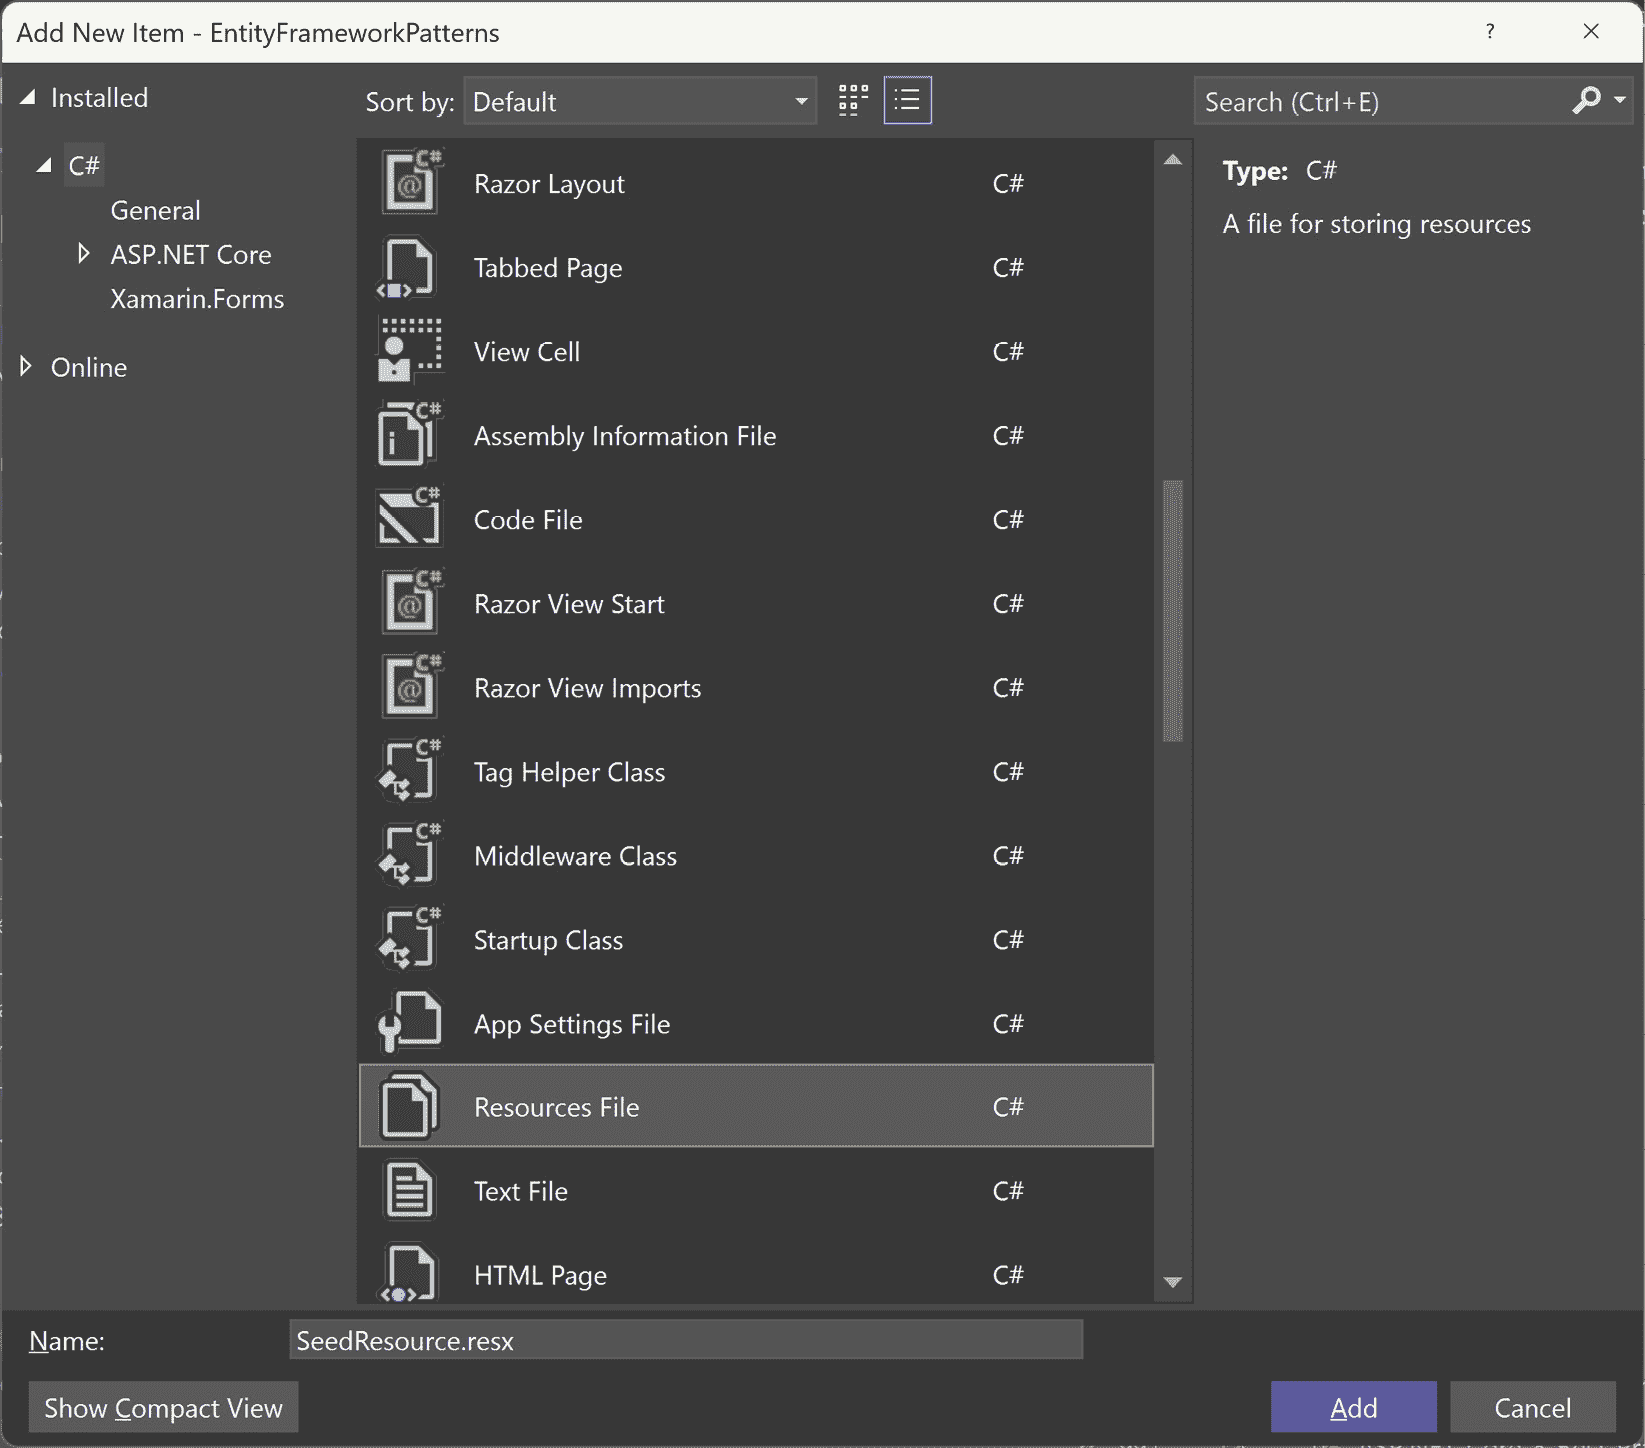 Add New Item - EntityFrameworkPatterns
?
Installed
Sort by: Default
Search (Ctrl+E)
C#
General
ASP.NET Core
Xamarin.Forms
Online
Razor Layout C#
Tabbed Page C#
View Cell C#
Assembly Information File C#
Code File C#
Razor View Start C#
Razor View Imports C#
Tag Helper Class C#
Middleware Class C#
Startup Class C#
App Settings File C#
Resources File C#
Text File C#
HTML Page C#
Type: C#
A file for storing resources
Name: SeedResource.resx
Show Compact View
Add
Cancel